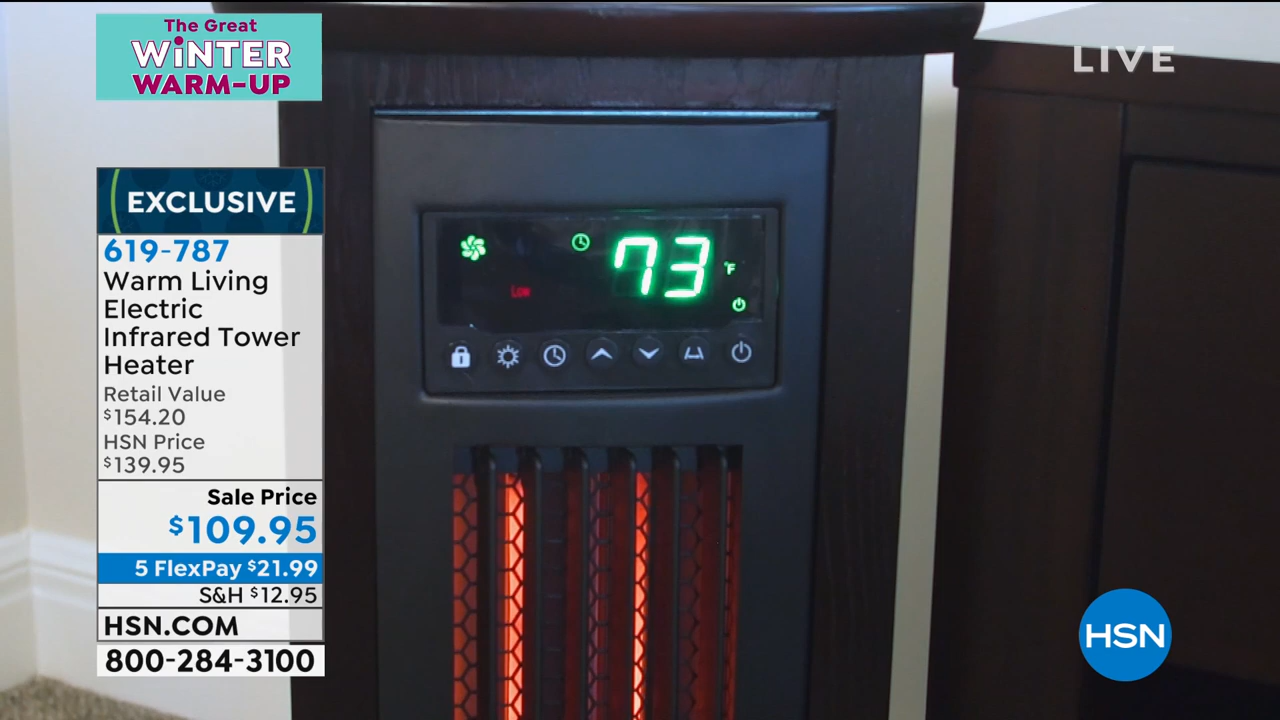 The Great
WiNTER
WARM-UP
LIVE
EXCLUSIVE
619-787
Warm Living
Electric
Infrared Tower
Heater
Retail Value
$154.20
HSN Price
$139.95
Sale Price
$109.95
5 FlexPay $21.99
S&H $12.95
HSN.COM
800-284-3100
73
°F
Low
HSN